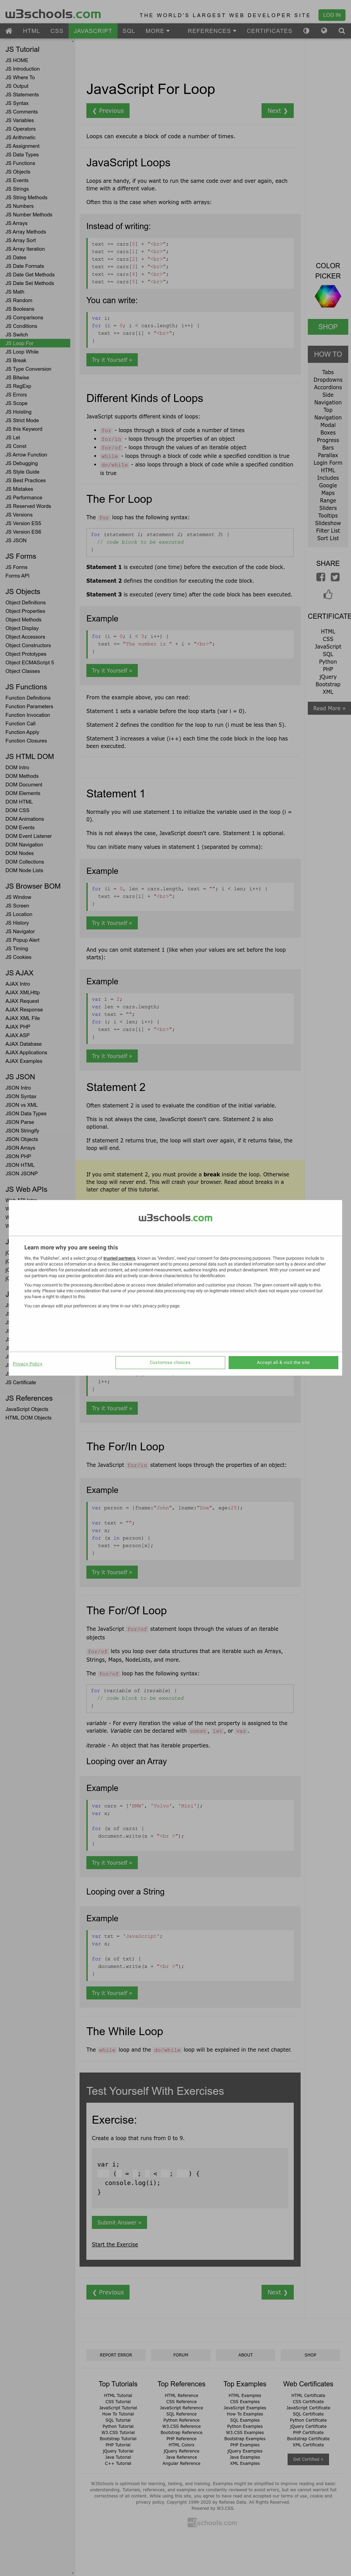 w3schools.com
THE WORLD'S LARGEST WEB DEVELOPER SITE
LOG IN
HTML
CSS
JAVASCRIPT
SQL
MORE
REFERENCES
CERTIFICATES
JS Tutorial
JS HOME
JS Introduction
JS Where To
JS Output
JS Statements
JS Syntax
JS Comments
JS Variables
JS Operators
JS Arithmetic
JS Assignment
JS Data Types
JS Functions
JS Objects
JS Events
JS Strings
JS String Methods
JS Numbers
JS Number Methods
JS Arrays
JS Array Methods
JS Array Sort
JS Array Iteration
JS Dates
JS Date Formats
JS Date Get Methods
JS Date Set Methods
JS Math
JS Random
JS Booleans
JS Comparisons
JS Conditions
JS Switch
JS Loop For
JS Loop While
JS Break
JS Type Conversion
JS Bitwise
JS RegExp
JS Errors
JS Scope
JS Hoisting
JS Strict Mode
JS this Keyword
JS Let
JS Const
JS Arrow Function
JS Debugging
JS Style Guide
JS Best Practices
JS Mistakes
JS Performance
JS Reserved Words
JS Versions
JS Version ES5
JS Version ES6
JS JSON
JS Forms
JS Forms
Forms API
JS Objects
Object Definitions
Object Properties
Object Methods
Object Display
Object Accessors
Object Constructors
Object Prototypes
Object ECMAScript 5
Object Classes
JS Functions
Function Definitions
Function Parameters
Function Invocation
Function Call
Function Apply
Function Closures
JS HTML DOM
DOM Intro
DOM Methods
DOM Document
DOM Elements
DOM HTML
DOM CSS
DOM Animations
DOM Events
DOM Event Listener
DOM Navigation
DOM Nodes
DOM Collections
DOM Node Lists
JS Browser BOM
JS Window
JS Screen
JS Location
JS History
JS Navigator
JS Popup Alert
JS Timing
JS Cookies
JS AJAX
AJAX Intro
AJAX XMLHttp
AJAX Request
AJAX Response
AJAX XML File
AJAX PHP
AJAX ASP
AJAX Database
AJAX Applications
AJAX Examples
JS JSON
JSON Intro
JSON Syntax
JSON vs XML
JSON Data Types
JSON Parse
JSON Stringify
JSON Objects
JSON Arrays
JSON PHP
JSON HTML
JSON JSONP
JS Web APIs
JS Certificate
JS References
JavaScript Objects
HTML DOM Objects
JavaScript For Loop
❮ Previous
Next ❯
Loops can execute a block of code a number of times.
JavaScript Loops
Loops are handy, if you want to run the same code over and over again, each
time with a different value.
Often this is the case when working with arrays:
Instead of writing:
text += cars[0] + "<br>";
text += cars[1] + "<br>";
text += cars[2] + "<br>";
text += cars[3] + "<br>";
text += cars[4] + "<br>";
text += cars[5] + "<br>";
You can write:
var i;
for (i = 0; i < cars.length; i++) {
text += cars[i] + "<br>";
}
Try it Yourself »
Different Kinds of Loops
JavaScript supports different kinds of loops:
for - loops through a block of code a number of times
for/in - loops through the properties of an object
for/of - loops through the values of an iterable object
while - loops through a block of code while a specified condition is true
do/while - also loops through a block of code while a specified condition
is true
The For Loop
The for loop has the following syntax:
for (statement 1; statement 2; statement 3) {
// code block to be executed
}
Statement 1 is executed (one time) before the execution of the code block.
Statement 2 defines the condition for executing the code block.
Statement 3 is executed (every time) after the code block has been executed.
Example
for (i = 0; i < 5; i++) {
text += "The number is " + i + "<br>";
}
Try it Yourself »
From the example above, you can read:
Statement 1 sets a variable before the loop starts (var i = 0).
Statement 2 defines the condition for the loop to run (i must be less than 5).
Statement 3 increases a value (i++) each time the code block in the loop has
been executed.
Statement 1
Normally you will use statement 1 to initialize the variable used in the loop (i =
0).
This is not always the case, JavaScript doesn't care. Statement 1 is optional.
You can initiate many values in statement 1 (separated by comma):
Example
for (i = 0, len = cars.length, text = ""; i < len; i++) {
text += cars[i] + "<br>";
}
Try it Yourself »
And you can omit statement 1 (like when your values are set before the loop
starts):
Example
var i = 2;
var len = cars.length;
var text = "";
for (; i < len; i++) {
text += cars[i] + "<br>";
}
Try it Yourself »
Statement 2
Often statement 2 is used to evaluate the condition of the initial variable.
This is not always the case, JavaScript doesn't care. Statement 2 is also
optional.
If statement 2 returns true, the loop will start over again, if it returns false, the
loop will end.
If you omit statement 2, you must provide a break inside the loop. Otherwise
the loop will never end. This will crash your browser. Read about breaks in a
later chapter of this tutorial.
w3schools.com
Learn more why you are seeing this
We, the 'Publisher', and a select group of trusted partners, known as 'Vendors', need your consent for data-processing purposes. These purposes include to
store and/or access information on a device, like cookie management and to process personal data such as standard information sent by a device and
unique identifiers for personalised ads and content, ad and content measurement, audience insights and product development. With your consent we and
our partners may use precise geolocation data and actively scan device characteristics for identification.
You may consent to the processing described above or access more detailed information and customise your choices. The given consent will apply to this
site only. Please take into consideration that some of your personal data processing may rely on legitimate interest which does not require your consent but
you have a right to object to this.
You can always edit your preferences at any time in our site's privacy policy page.
Privacy Policy
Customise choices
Accept all & visit the site
i++;
}
Try it Yourself »
The For/In Loop
The JavaScript for/in statement loops through the properties of an object:
Example
var person = {fname:"John", lname:"Doe", age:25};
var text = "";
var x;
for (x in person) {
text += person[x];
}
Try it Yourself »
The For/Of Loop
The JavaScript for/of statement loops through the values of an iterable
objects
for/of lets you loop over data structures that are iterable such as Arrays,
Strings, Maps, NodeLists, and more.
The for/of loop has the following syntax:
for (variable of iterable) {
// code block to be executed
}
variable - For every iteration the value of the next property is assigned to the
variable. Variable can be declared with const, let, or var.
iterable - An object that has iterable properties.
Looping over an Array
Example
var cars = ['BMW', 'Volvo', 'Mini'];
var x;
for (x of cars) {
document.write(x + "<br >");
}
Try it Yourself »
Looping over a String
Example
var txt = 'JavaScript';
var x;
for (x of txt) {
document.write(x + "<br >");
}
Try it Yourself »
The While Loop
The while loop and the do/while loop will be explained in the next chapter.
Test Yourself With Exercises
Exercise:
Create a loop that runs from 0 to 9.
var i;
( = ; < ; ) {
console.log(i);
}
Submit Answer »
Start the Exercise
❮ Previous
Next ❯
COLOR
PICKER
SHOP
HOW TO
Tabs
Dropdowns
Accordions
Side
Navigation
Top
Navigation
Modal
Boxes
Progress
Bars
Parallax
Login Form
HTML
Includes
Google
Maps
Range
Sliders
Tooltips
Slideshow
Filter List
Sort List
SHARE
CERTIFICATE
HTML
CSS
JavaScript
SQL
Python
PHP
jQuery
Bootstrap
XML
Read More »
REPORT ERROR
FORUM
ABOUT
SHOP
Top Tutorials
HTML Tutorial
CSS Tutorial
JavaScript Tutorial
How To Tutorial
SQL Tutorial
Python Tutorial
W3.CSS Tutorial
Bootstrap Tutorial
PHP Tutorial
jQuery Tutorial
Java Tutorial
C++ Tutorial
Top References
HTML Reference
CSS Reference
JavaScript Reference
SQL Reference
Python Reference
W3.CSS Reference
Bootstrap Reference
PHP Reference
HTML Colors
jQuery Reference
Java Reference
Angular Reference
Top Examples
HTML Examples
CSS Examples
JavaScript Examples
How To Examples
SQL Examples
Python Examples
W3.CSS Examples
Bootstrap Examples
PHP Examples
jQuery Examples
Java Examples
XML Examples
Web Certificates
HTML Certificate
CSS Certificate
JavaScript Certificate
SQL Certificate
Python Certificate
jQuery Certificate
PHP Certificate
Bootstrap Certificate
XML Certificate
Get Certified »
W3Schools is optimized for learning, testing, and training. Examples might be simplified to improve reading and basic
understanding. Tutorials, references, and examples are constantly reviewed to avoid errors, but we cannot warrant full
correctness of all content. While using this site, you agree to have read and accepted our terms of use, cookie and
privacy policy. Copyright 1999-2020 by Refsnes Data. All Rights Reserved.
Powered by W3.CSS.
w3schools.com